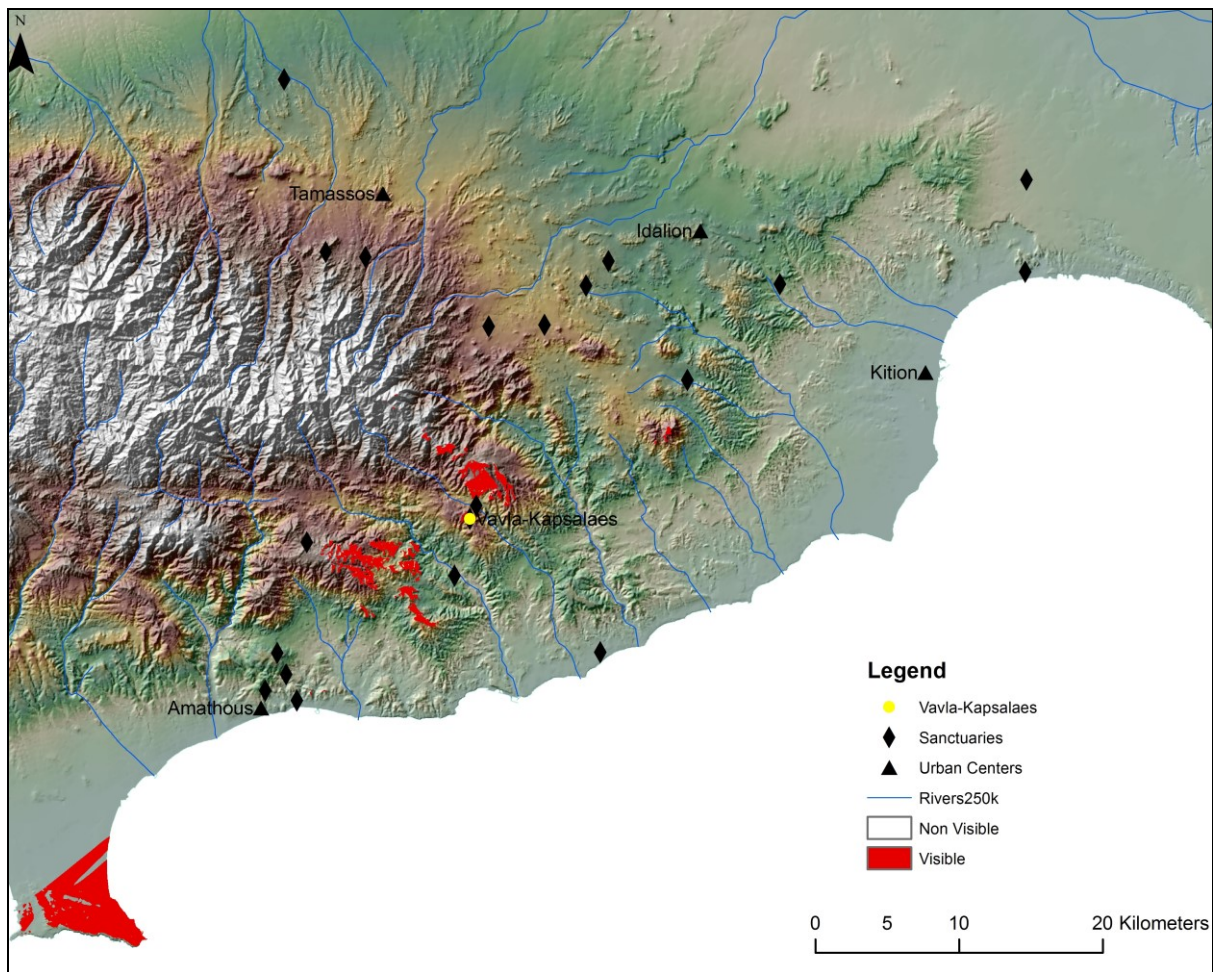 N
Tamassos
Idalion
Kition
Vavla-Kapsalaes
Amathous
Legend
Vavla-Kapsalaes
Sanctuaries
Urban Centers
Rivers250k
Non Visible
Visible
0 5 10 20 Kilometers